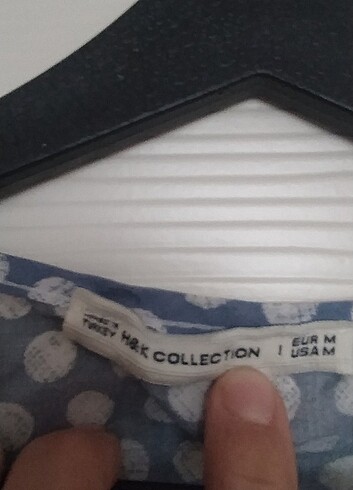 TURKEY
H&K COLLECTION
EUR M
USA M